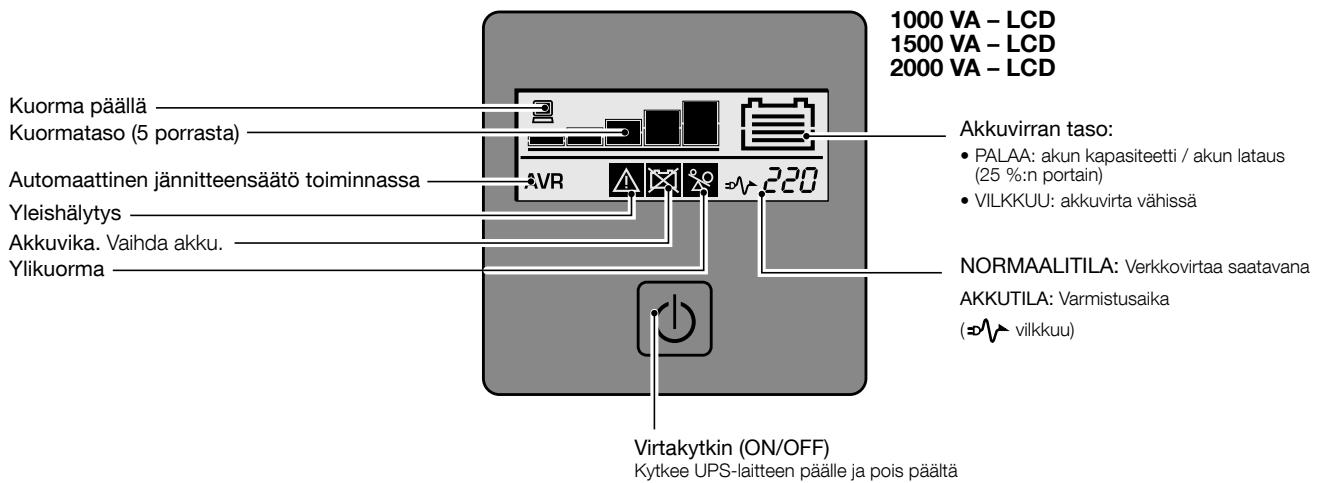 1000 VA – LCD
1500 VA – LCD
2000 VA – LCD
Kuorma päällä
Kuormataso (5 porrasta)
Automaattinen jännitteensäätö toiminnassa
Yleishälytys
Akkuvika. Vaihda akku.
Ylikuorma
AVR
220
Akkuvirran taso:
• PALAA: akun kapasiteetti / akun lataus
(25 %:n portain)
• VILKKUU: akkuvirta vähissä
NORMAALITILA: Verkkovirtaa saatavana
AKKUTILA: Varmistusaika
( vilkkuu)
Virtakytkin (ON/OFF)
Kytkee UPS-laitteen päälle ja pois päältä